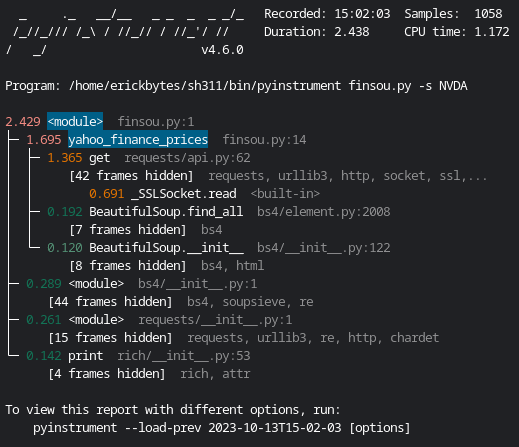 _     ._   __/__   _ _  _  _ _/_   Recorded: 15:02:03  Samples:  1058
 /_//_/// /_\ / //_// / //_'/ //     Duration: 2.438     CPU time: 1.172
/   _/                      v4.6.0

Program: /home/erickbytes/sh311/bin/pyinstrument finsou.py -s NVDA

2.429 <module>  finsou.py:1
├─ 1.695 yahoo_finance_prices  finsou.py:14
│  ├─ 1.365 get  requests/api.py:62
│  │     [42 frames hidden]  requests, urllib3, http, socket, ssl,...
│  │        0.691 _SSLSocket.read  <built-in>
│  ├─ 0.192 BeautifulSoup.find_all  bs4/element.py:2008
│  │     [7 frames hidden]  bs4
│  └─ 0.120 BeautifulSoup.__init__  bs4/__init__.py:122
│        [8 frames hidden]  bs4, html
├─ 0.289 <module>  bs4/__init__.py:1
│     [44 frames hidden]  bs4, soupsieve, re
├─ 0.261 <module>  requests/__init__.py:1
│     [15 frames hidden]  requests, urllib3, re, http, chardet
└─ 0.142 print  rich/__init__.py:53
      [4 frames hidden]  rich, attr

To view this report with different options, run:
    pyinstrument --load-prev 2023-10-13T15-02-03 [options]